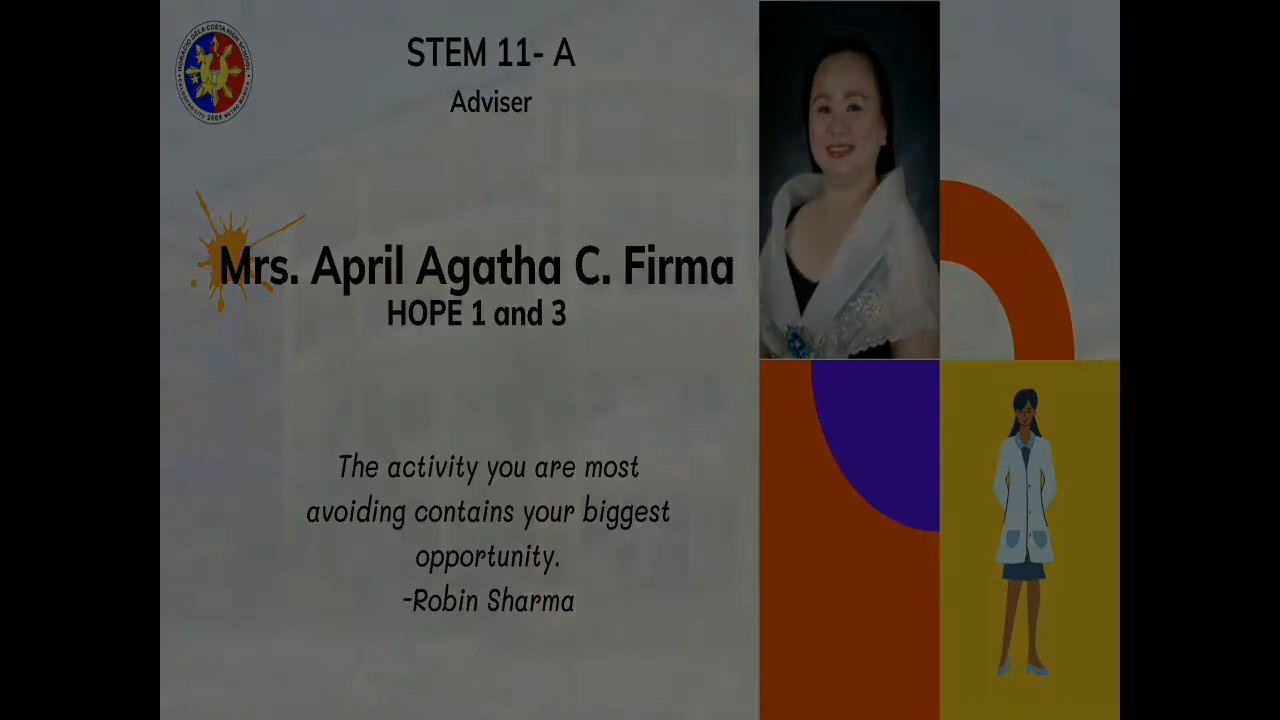 STEM 11- A
Adviser
Mrs. April Agatha C. Firma
HOPE 1 and 3
The activity you are most
avoiding contains your biggest
opportunity.
-Robin Sharma